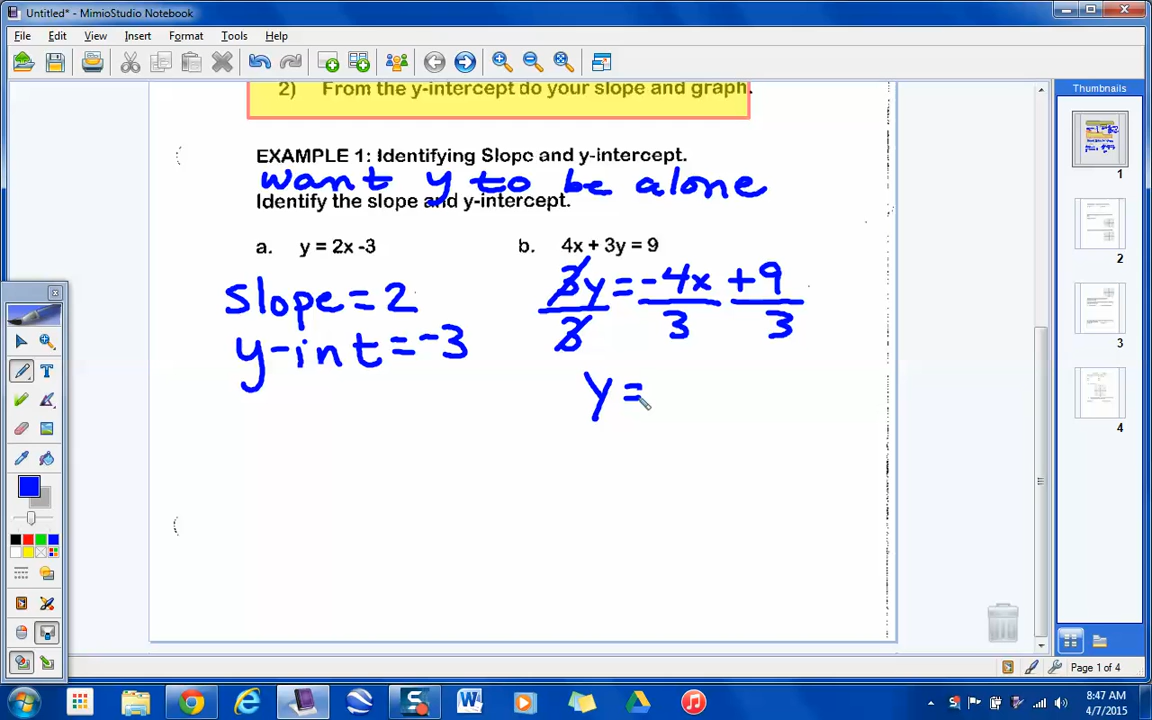 Untitled* - MimioStudio Notebook
File Edit View Insert Format Tools Help
2) From the y-intercept do your slope and graph.
Thumbnails
EXAMPLE 1: Identifying Slope and y-intercept.
want y to be alone
Identify the slope and y-intercept.
a. y = 2x -3
b. 4x + 3y = 9
slope = 2
y-int = -3
3y = -4x + 9
3 3 3
y =
1
2
3
4
Page 1 of 4
8:47 AM
4/7/2015